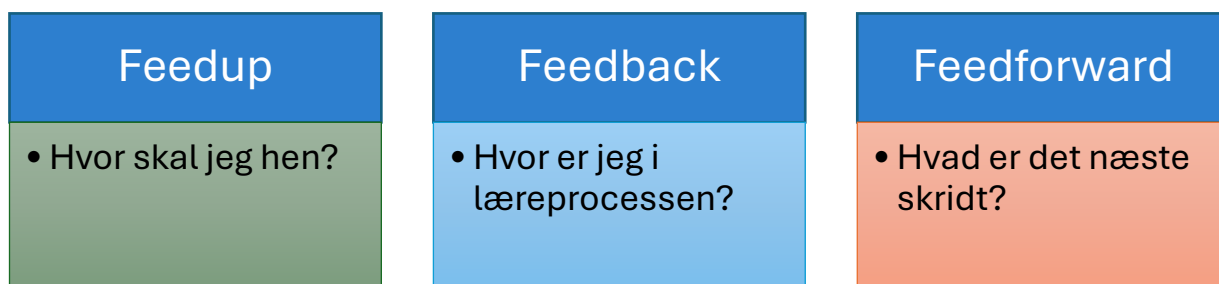 Feedup
• Hvor skal jeg hen?
Feedback
• Hvor er jeg i
læreprocessen?
Feedforward
• Hvad er det næste
skridt?